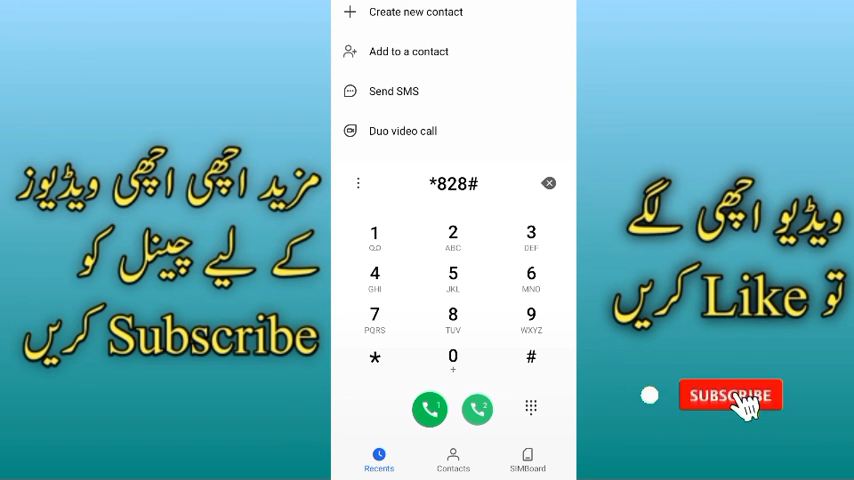 مزید اچھی اچھی ویڈیوز
کے لیے چینل کو
Subscribe کریں
Create new contact
Add to a contact
Send SMS
Duo video call
*828#
1 2 3
ABC DEF
4 5 6
GHI JKL MNO
7 8 9
PQRS TUV WXYZ
* 0 #
+
1 2
Recents Contacts SIMBoard
ویڈیو اچھی لگے
تو Like کریں
SUBSCRIBE